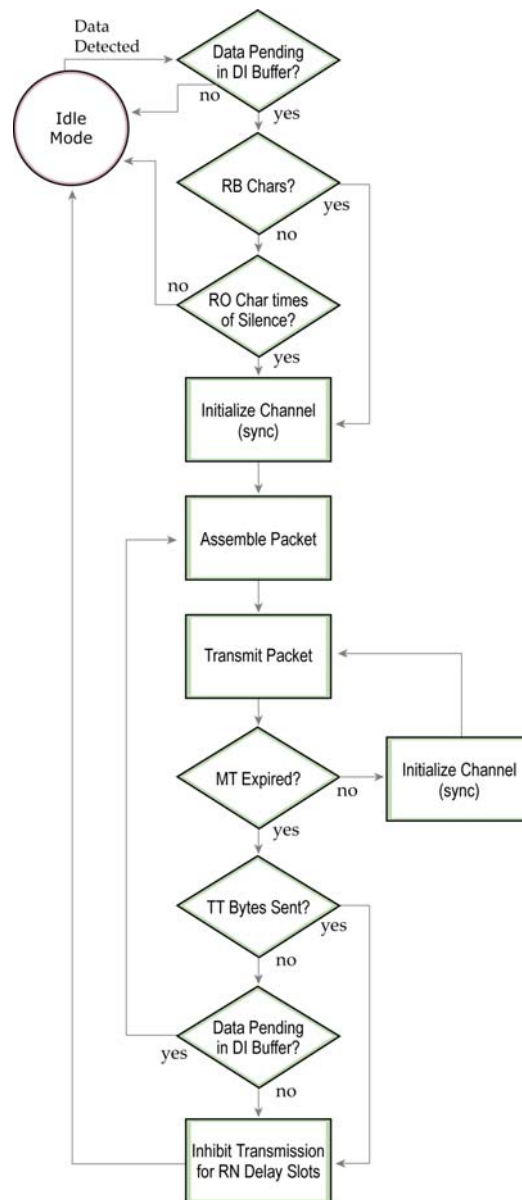 Data
Detected
Data Pending
in DI Buffer?
no
yes
Idle
Mode
RB Chars?
yes
no
no
RO Char times
of Silence?
yes
Initialize Channel
(sync)
Assemble Packet
Transmit Packet
MT Expired?
no
Initialize Channel
(sync)
yes
TT Bytes Sent?
yes
no
Data Pending
in DI Buffer?
yes
no
Inhibit Transmission
for RN Delay Slots